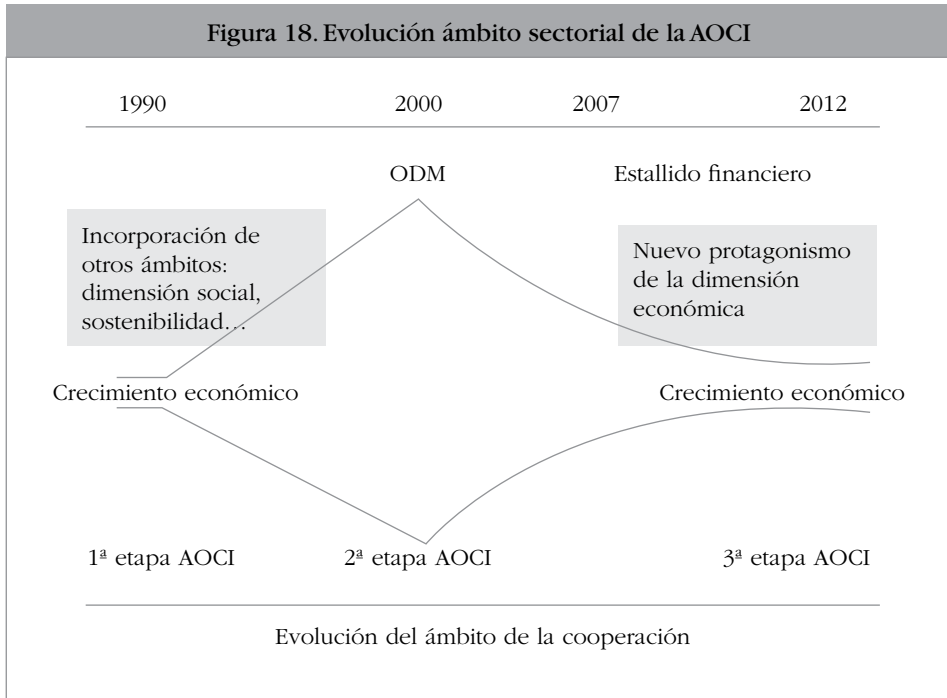 Figura 18. Evolución ámbito sectorial de la AOCI
1990 2000 2007 2012
ODM Estallido financiero
Incorporación de
otros ámbitos:
dimensión social,
sostenibilidad…
Nuevo protagonismo
de la dimensión
económica
Crecimiento económico Crecimiento económico
1ª etapa AOCI 2ª etapa AOCI 3ª etapa AOCI
Evolución del ámbito de la cooperación